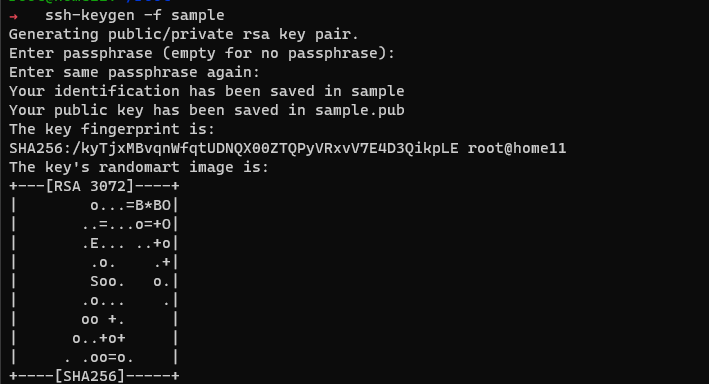 → ssh-keygen -f sample
Generating public/private rsa key pair.
Enter passphrase (empty for no passphrase):
Enter same passphrase again:
Your identification has been saved in sample
Your public key has been saved in sample.pub
The key fingerprint is:
SHA256:/kyTjxMBvqnWfqtUDNQX00ZTQPyVRxvV7E4D3QikpLE root@home11
The key's randomart image is:
+---[RSA 3072]----+
|        o...=B*BO|
|       ..=...o=+O|
|       .E... ..+o|
|        .o.    .+|
|        Soo.   o.|
|       .o...    .|
|       oo +.     |
|      o..+o+     |
|     . .oo=o.    |
+----[SHA256]-----+